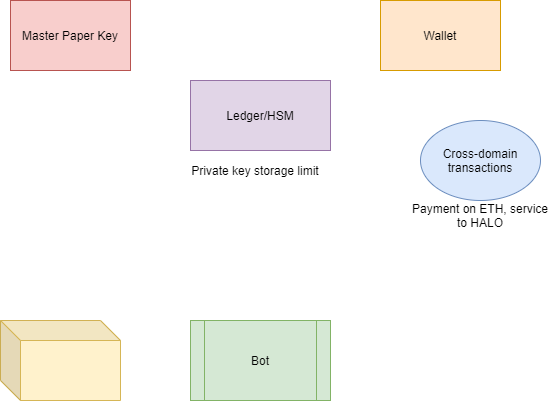 Master Paper Key
Wallet
Ledger/HSM
Private key storage limit
Cross-domain
transactions
Payment on ETH, service
to HALO
Bot